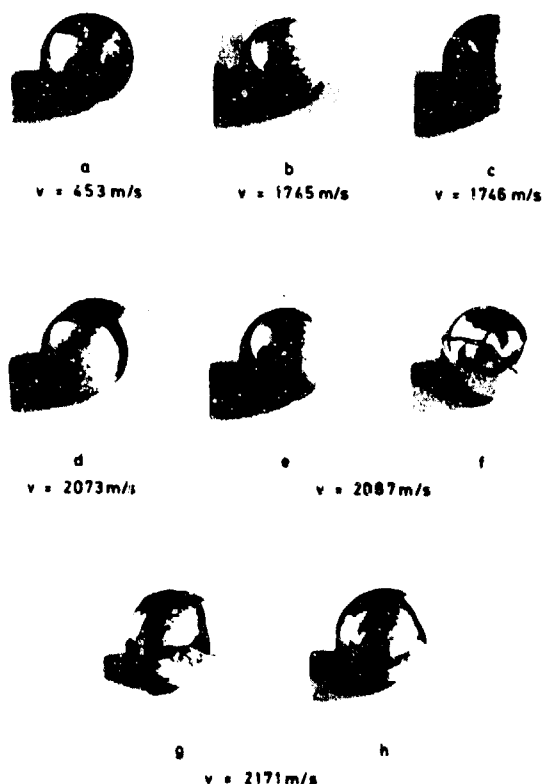 a b c
v = 453 m/s v = 1765 m/s v = 1746 m/s
d e f
v = 2073 m/s v = 2087 m/s
g h
v = 2171 m/s